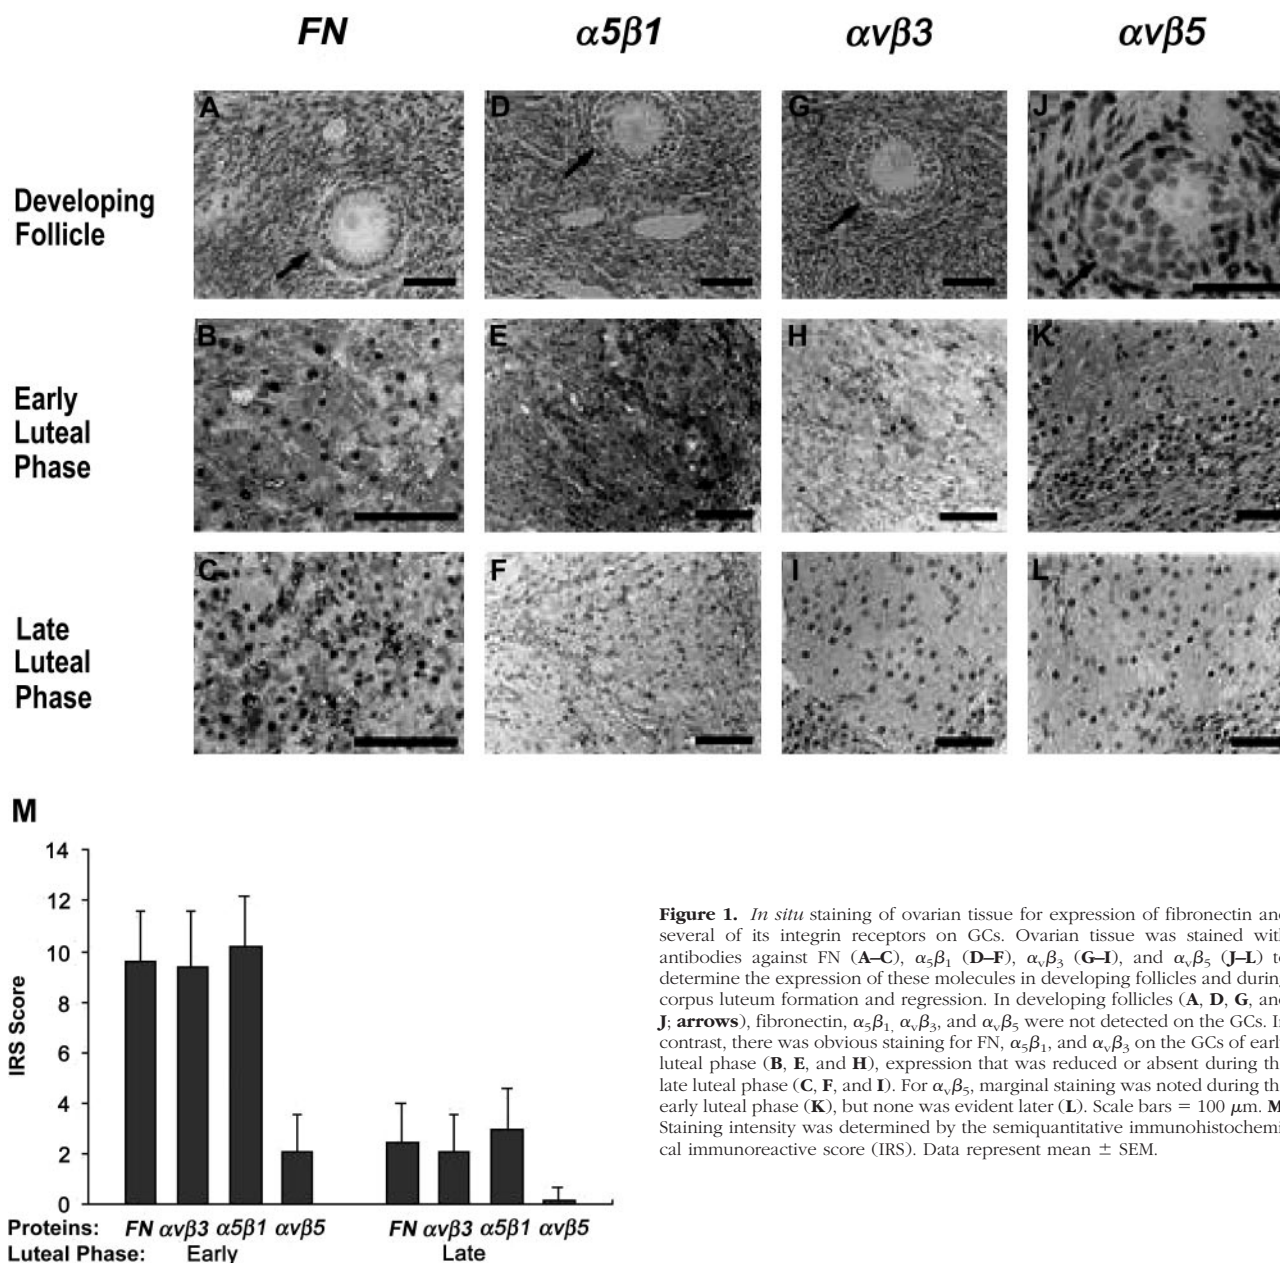 FN α5β1 αvβ3 αvβ5
A D G J
Developing
Follicle
B E H K
Early
Luteal
Phase
C F I L
Late
Luteal
Phase
M
14
12
10
8
6
4
2
0
IRS Score
Proteins: FN αvβ3 α5β1 αvβ5 FN αvβ3 α5β1 αvβ5
Luteal Phase: Early Late
Figure 1. In situ staining of ovarian tissue for expression of fibronectin and
several of its integrin receptors on GCs. Ovarian tissue was stained with
antibodies against FN (A–C), α5β1 (D–F), αvβ3 (G–I), and αvβ5 (J–L) to
determine the expression of these molecules in developing follicles and during
corpus luteum formation and regression. In developing follicles (A, D, G, and
J; arrows), fibronectin, α5β1, αvβ3, and αvβ5 were not detected on the GCs. In
contrast, there was obvious staining for FN, α5β1, and αvβ3 on the GCs of early
luteal phase (B, E, and H), expression that was reduced or absent during the
late luteal phase (C, F, and I). For αvβ5, marginal staining was noted during the
early luteal phase (K), but none was evident later (L). Scale bars = 100 μm. M
Staining intensity was determined by the semiquantitative immunohistochemi
cal immunoreactive score (IRS). Data represent mean ± SEM.